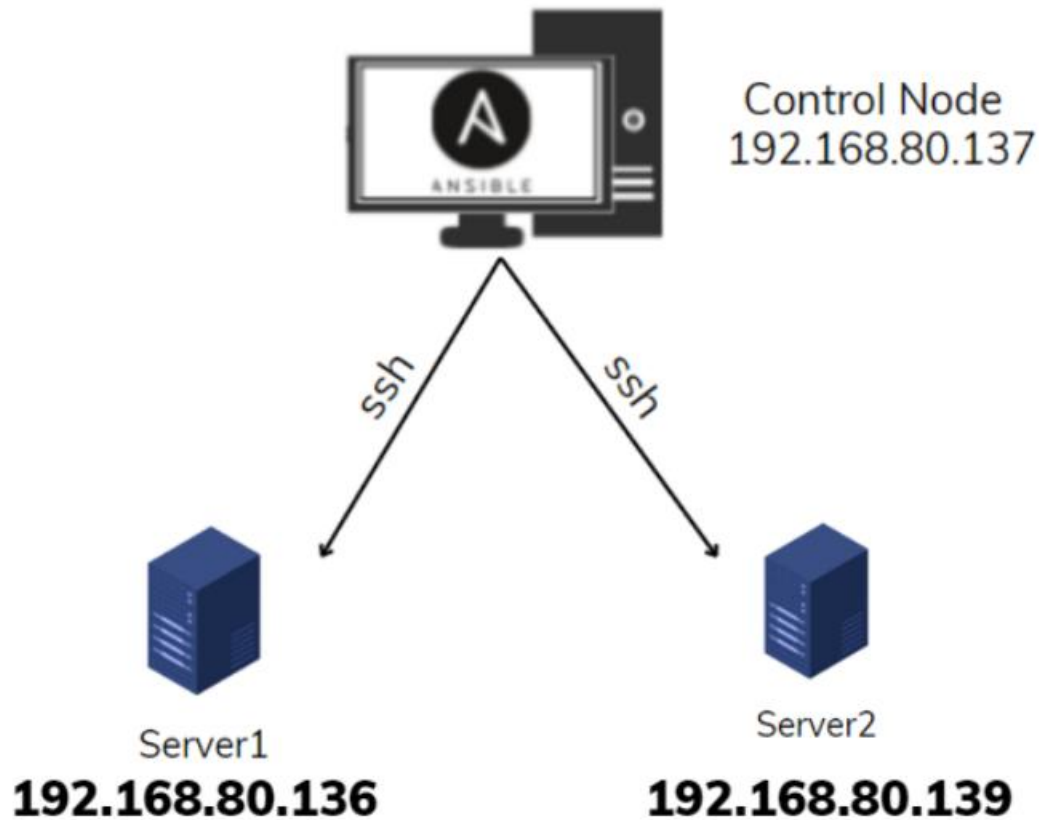 ANSIBLE
Control Node
192.168.80.137
ssh
ssh
Server1
192.168.80.136
Server2
192.168.80.139